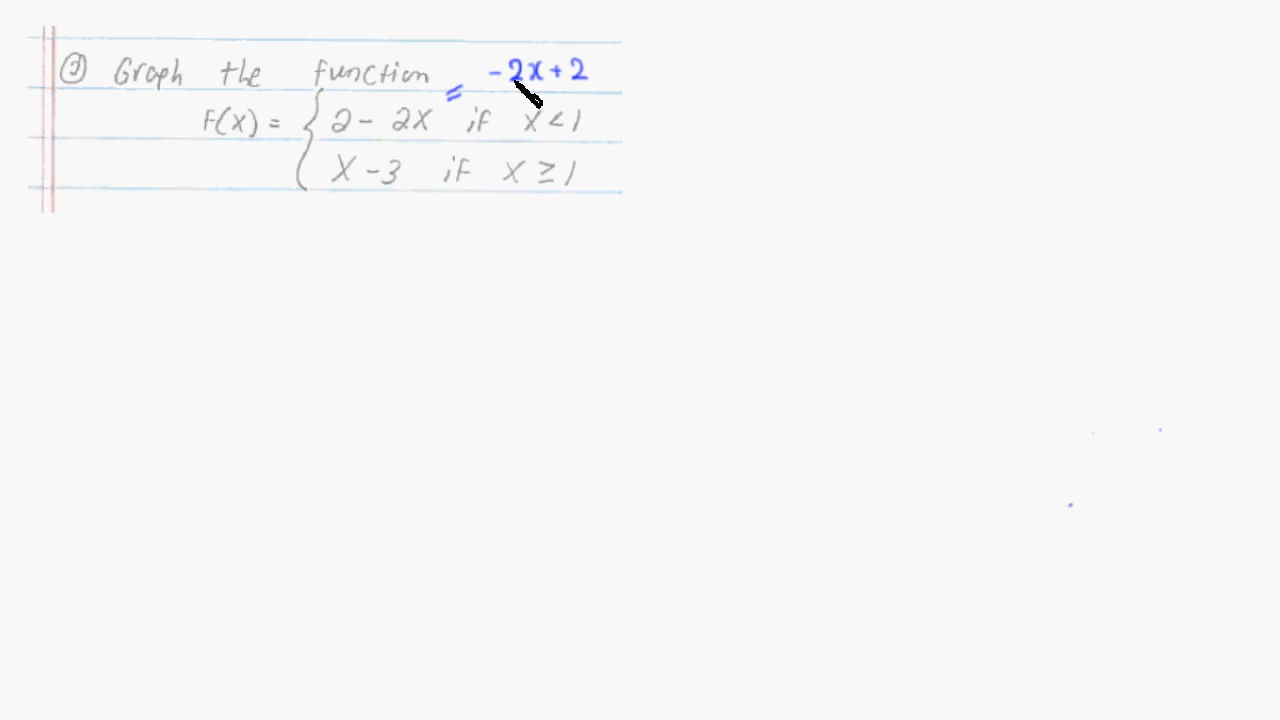 ③ Graph the function = -2x+2
F(x) = { 2 - 2x if x < 1
x - 3 if x ≥ 1